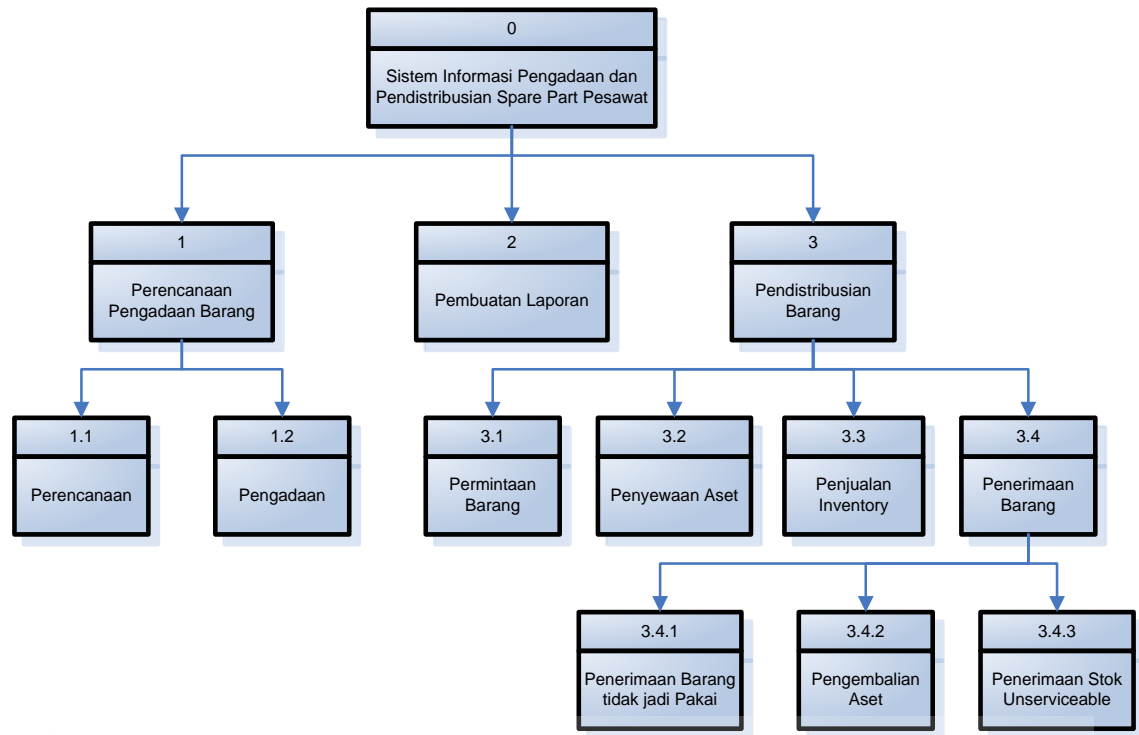 0
Sistem Informasi Pengadaan dan
Pendistribusian Spare Part Pesawat
1
Perencanaan
Pengadaan Barang
2
Pembuatan Laporan
3
Pendistribusian
Barang
1.1
Perencanaan
1.2
Pengadaan
3.1
Permintaan
Barang
3.2
Penyewaan Aset
3.3
Penjualan
Inventory
3.4
Penerimaan
Barang
3.4.1
Penerimaan Barang
tidak jadi Pakai
3.4.2
Pengembalian
Aset
3.4.3
Penerimaan Stok
Unserviceable